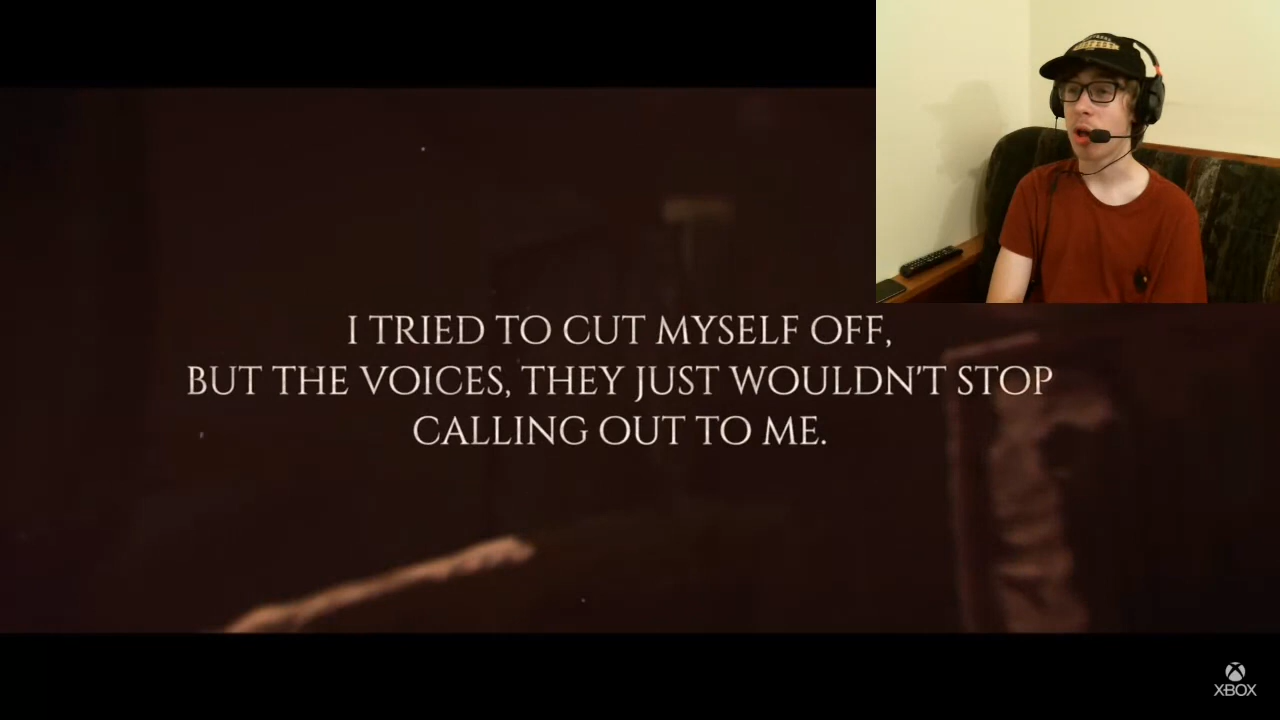 I TRIED TO CUT MYSELF OFF,
BUT THE VOICES, THEY JUST WOULDN'T STOP
CALLING OUT TO ME.
XBOX